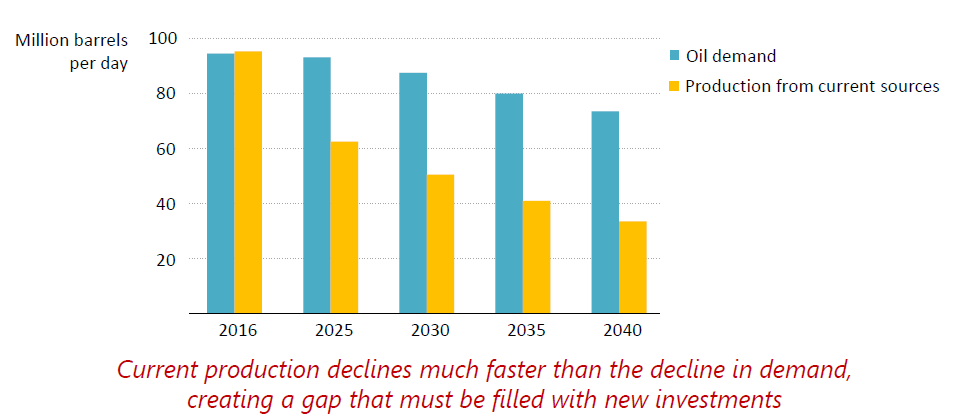 Million barrels
per day
100
80
60
40
20
2016 2025 2030 2035 2040
Oil demand
Production from current sources
Current production declines much faster than the decline in demand,
creating a gap that must be filled with new investments